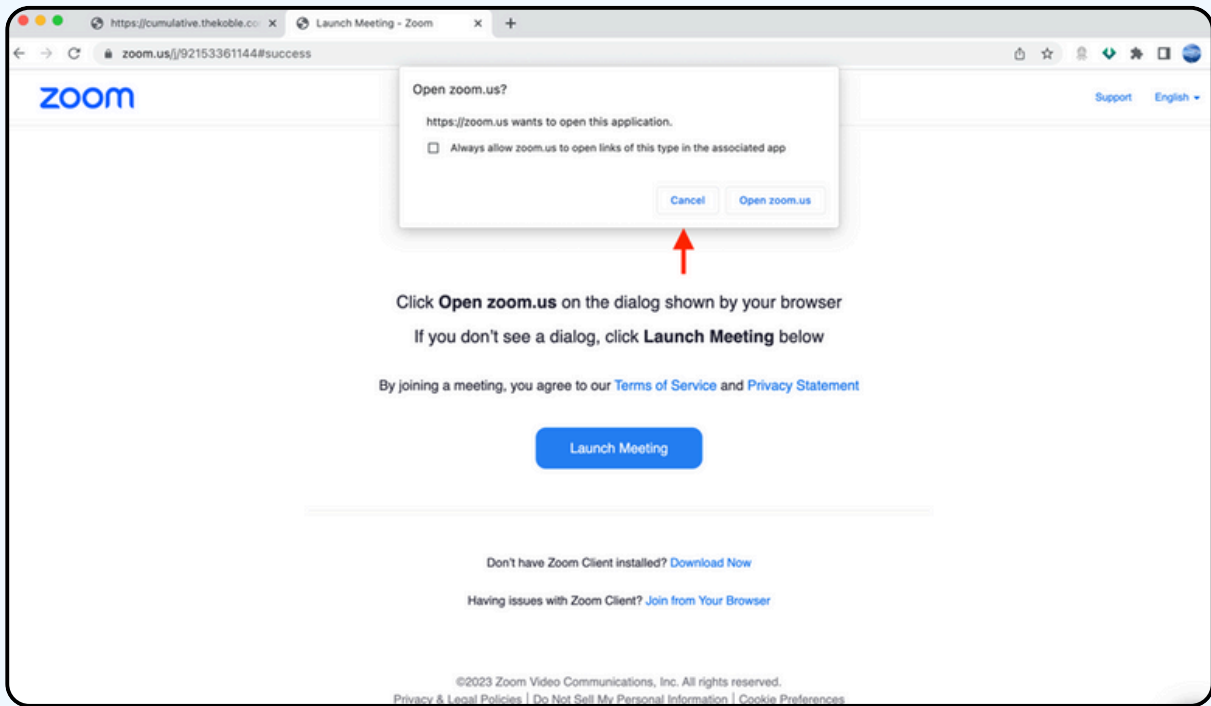 https://cumulative.thekoble.co
Launch Meeting - Zoom
zoom.us/j/92153361144#success
zoom
Support English
Open zoom.us?
https://zoom.us wants to open this application.
Always allow zoom.us to open links of this type in the associated app
Cancel Open zoom.us
Click Open zoom.us on the dialog shown by your browser
If you don't see a dialog, click Launch Meeting below
By joining a meeting, you agree to our Terms of Service and Privacy Statement
Launch Meeting
Don't have Zoom Client installed? Download Now
Having issues with Zoom Client? Join from Your Browser
©2023 Zoom Video Communications, Inc. All rights reserved.
Privacy & Legal Policies | Do Not Sell My Personal Information | Cookie Preferences